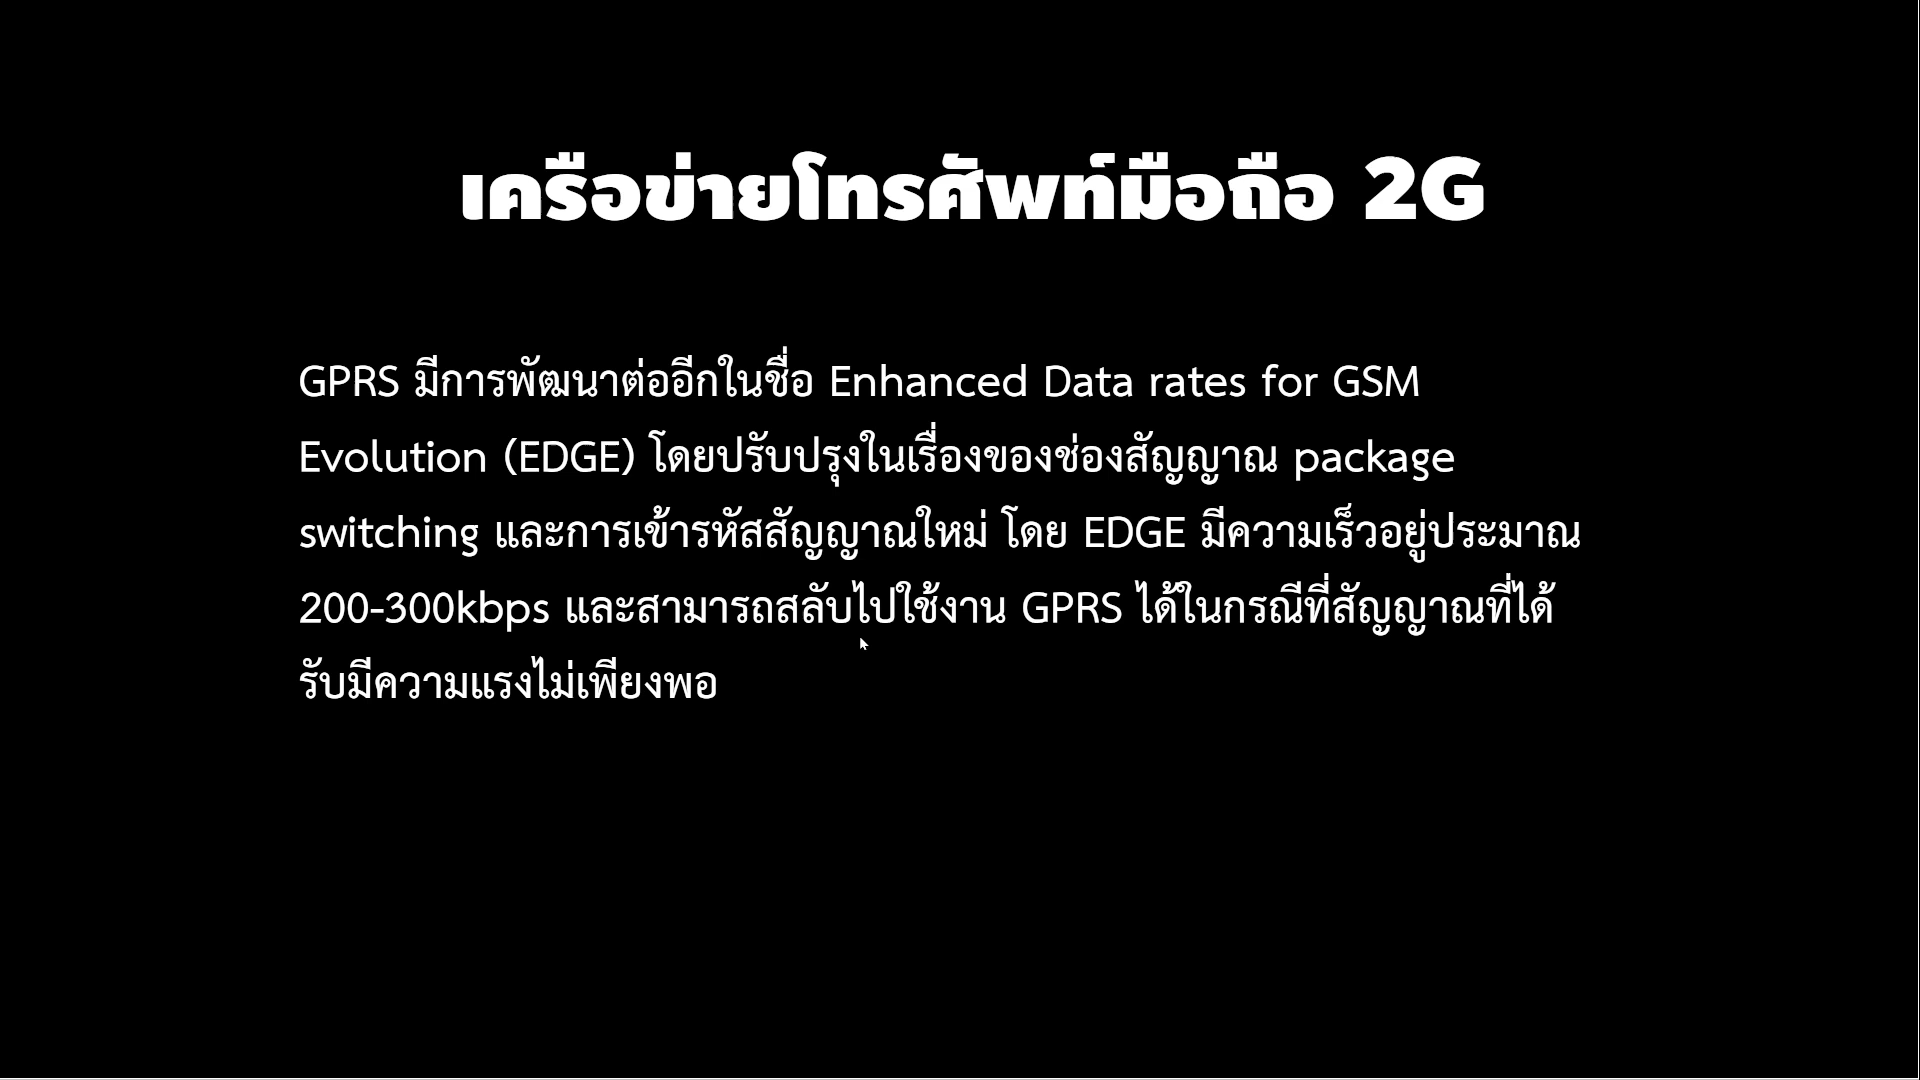 เครือข่ายโทรศัพท์มือถือ 2G
GPRS มีการพัฒนาต่ออีกในชื่อ Enhanced Data rates for GSM
Evolution (EDGE) โดยปรับปรุงในเรื่องของช่องสัญญาณ package
switching และการเข้ารหัสสัญญาณใหม่ โดย EDGE มีความเร็วอยู่ประมาณ
200-300kbps และสามารถสลับไปใช้งาน GPRS ได้ในกรณีที่สัญญาณที่ได้
รับมีความแรงไม่เพียงพอ